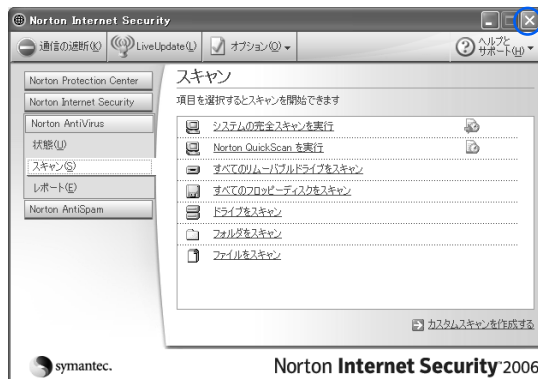 Norton Internet Security
通信の遮断(K)
LiveUpdate(L)
オプション(O)
ヘルプと
サポート(H)
Norton Protection Center
Norton Internet Security
Norton AntiVirus
状態(U)
スキャン(S)
レポート(E)
Norton AntiSpam
スキャン
項目を選択するとスキャンを開始できます
システムの完全スキャンを実行
Norton QuickScan を実行
すべてのリムーバブルドライブをスキャン
すべてのフロッピーディスクをスキャン
ドライブをスキャン
フォルダをスキャン
ファイルをスキャン
カスタムスキャンを作成する
symantec.
Norton Internet Security™2006